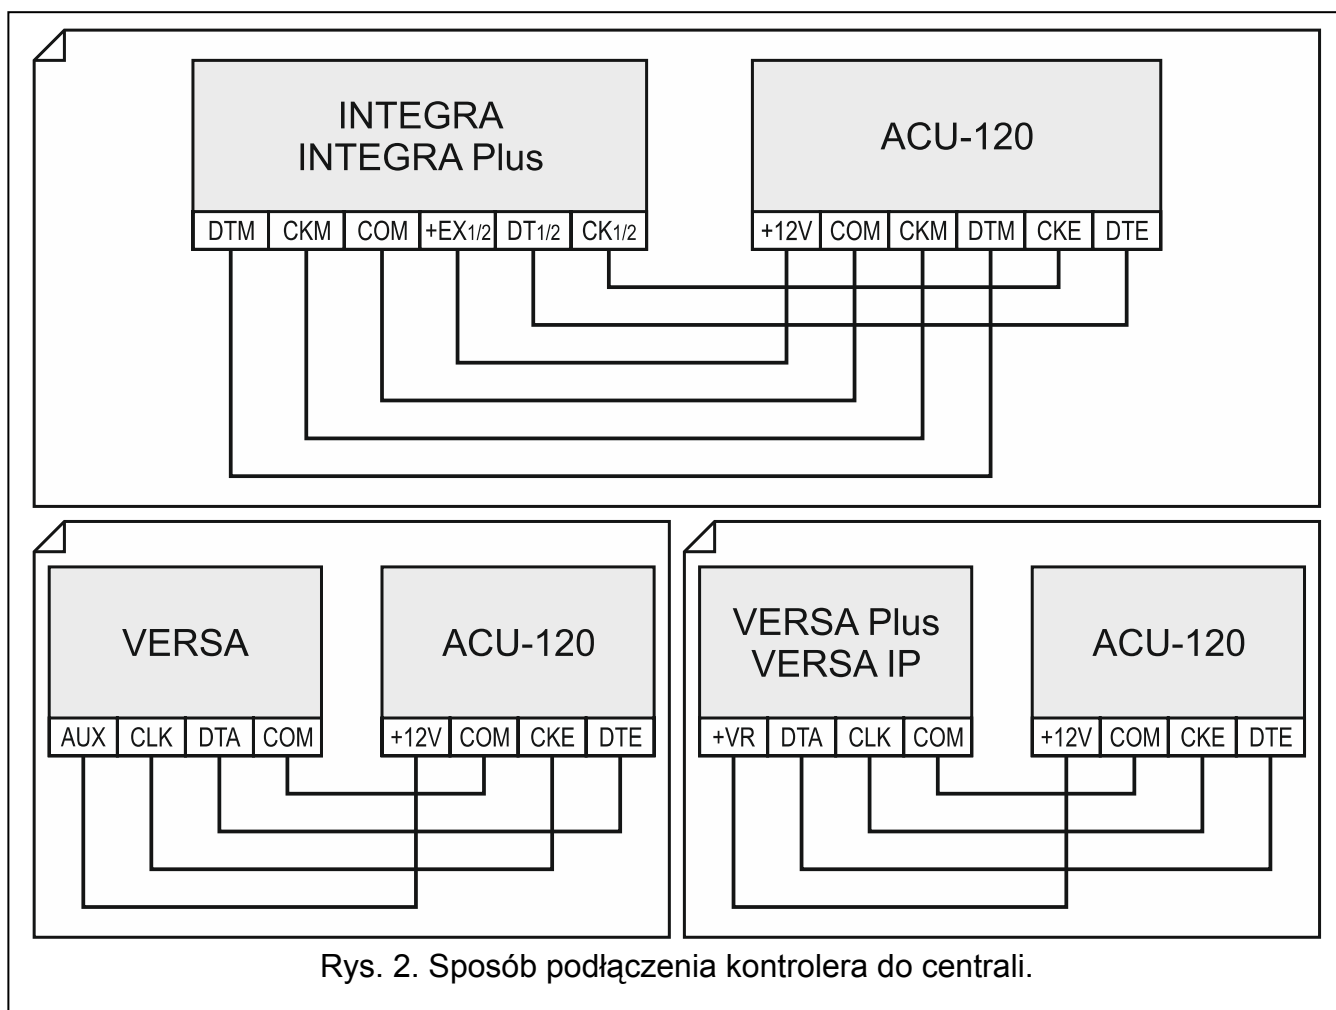 INTEGRA
INTEGRA Plus
DTM CKM COM +EX1/2 DT1/2 CK1/2
ACU-120
+12V COM CKM DTM CKE DTE
VERSA
AUX CLK DTA COM
ACU-120
+12V COM CKE DTE
VERSA Plus
VERSA IP
+VR DTA CLK COM
ACU-120
+12V COM CKE DTE
Rys. 2. Sposób podłączenia kontrolera do centrali.